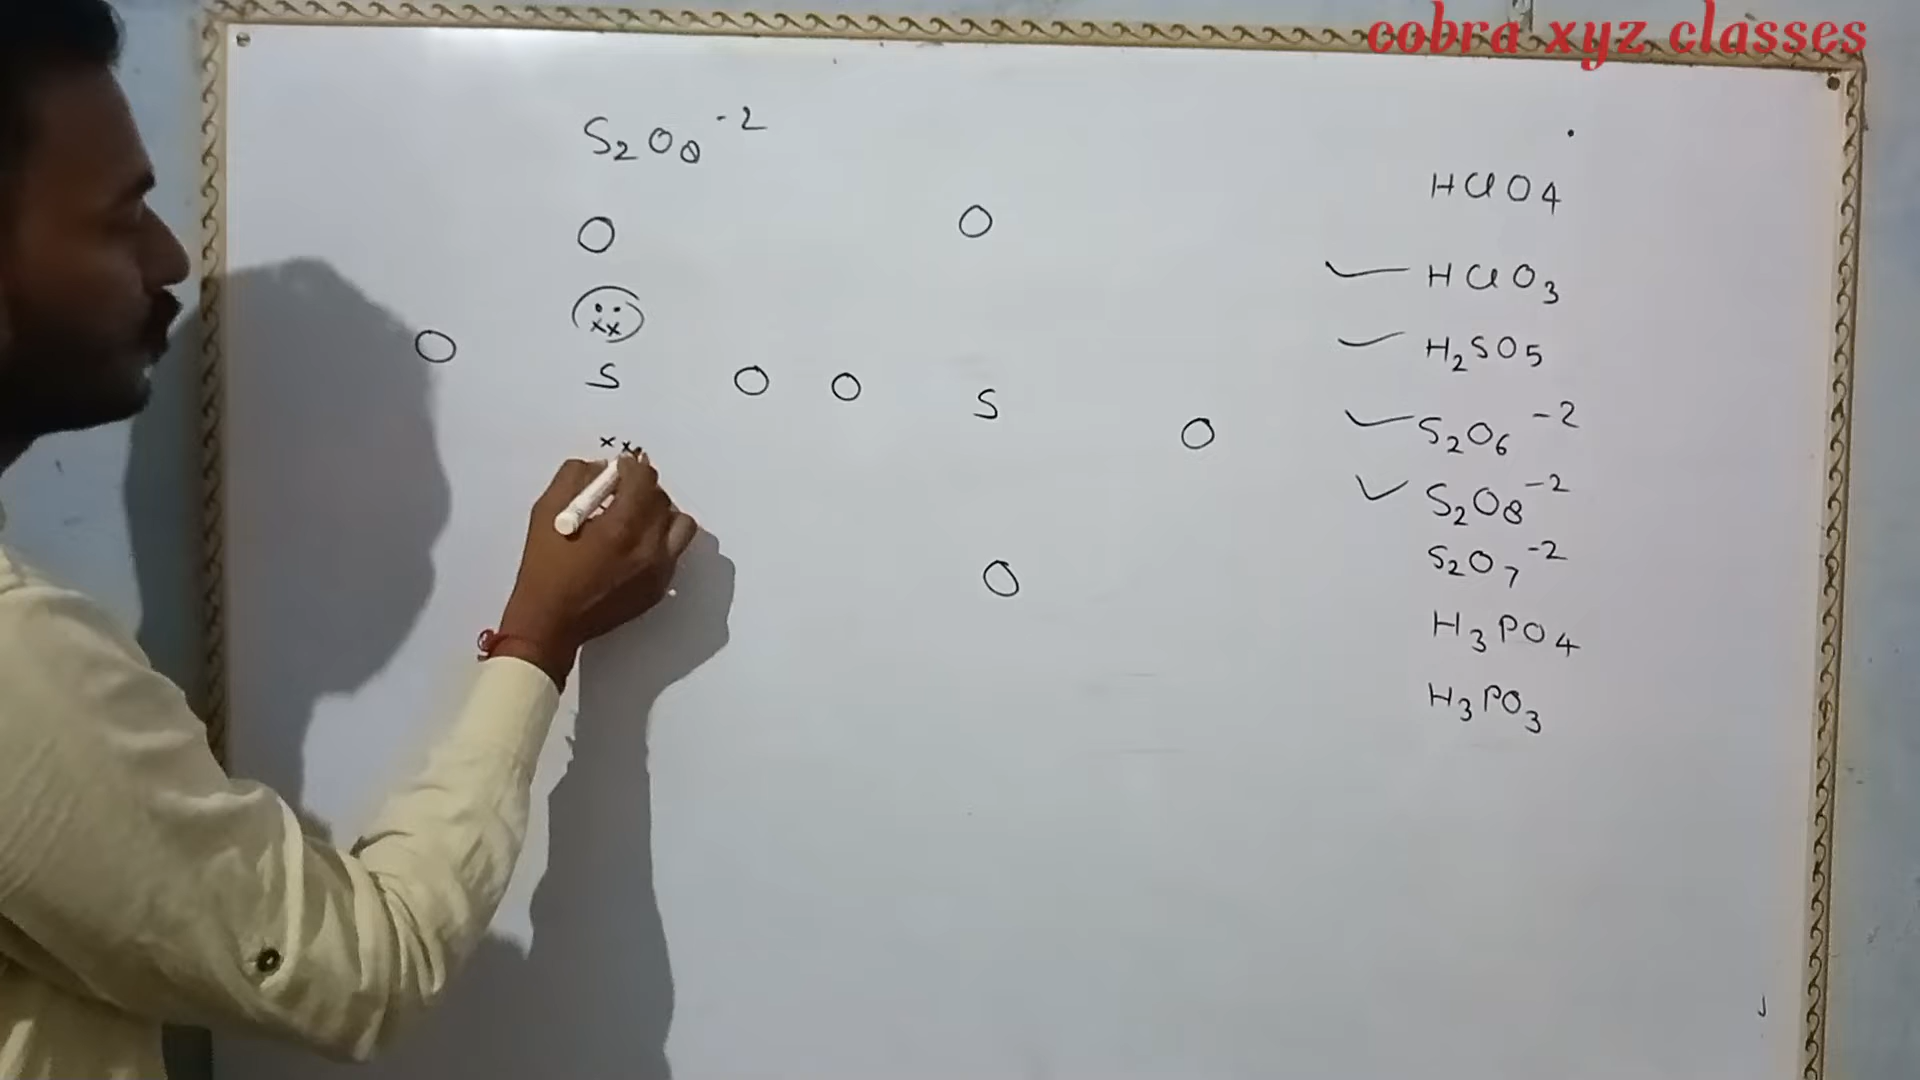 cobra xyz classes
S₂O₈⁻²
O
O
O
S
O
O
S
O
O
HClO₄
HClO₃
H₂SO₅
S₂O₆⁻²
S₂O₈⁻²
S₂O₇⁻²
H₃PO₄
H₃PO₃